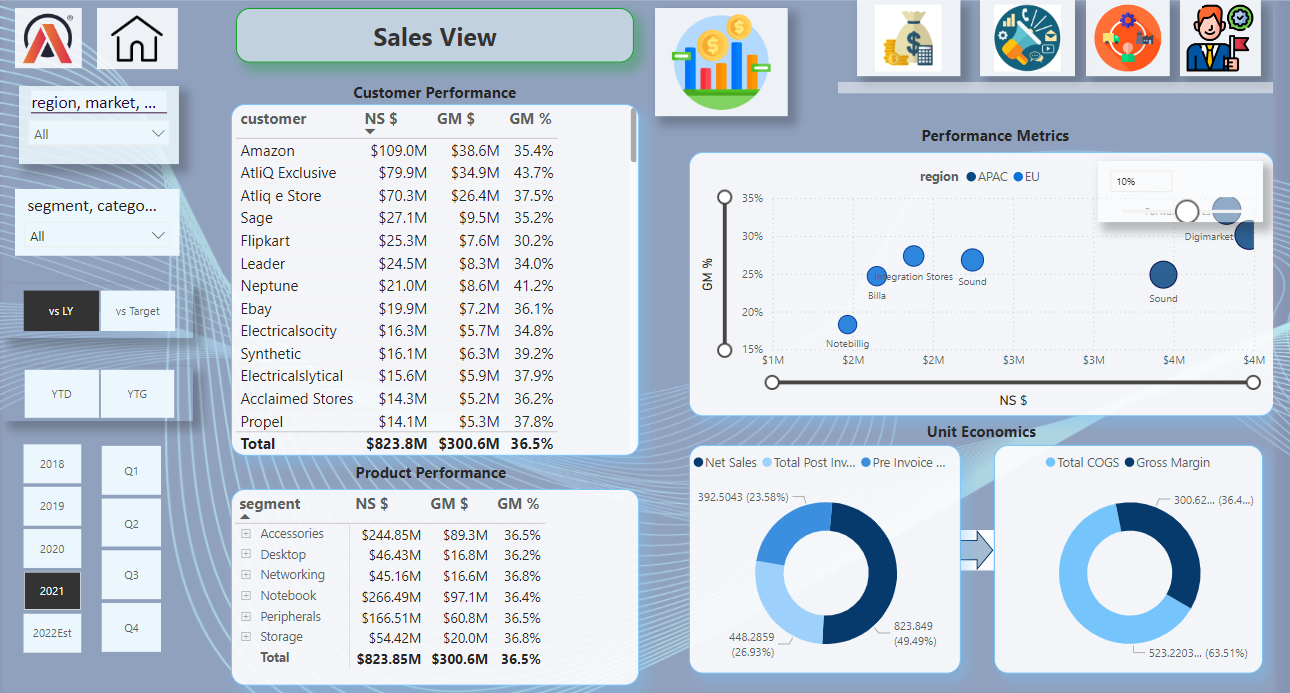 Sales View
region, market, ...
All
segment, catego...
All
vs LY
vs Target
YTD
YTG
2018
2019
2020
2021
2022Est
Q1
Q2
Q3
Q4
Customer Performance
customer NS $ GM $ GM %
Amazon $109.0M $38.6M 35.4%
AtliQ Exclusive $79.9M $34.9M 43.7%
Atliq e Store $70.3M $26.4M 37.5%
Sage $27.1M $9.5M 35.2%
Flipkart $25.3M $7.6M 30.2%
Leader $24.5M $8.3M 34.0%
Neptune $21.0M $8.6M 41.2%
Ebay $19.9M $7.2M 36.1%
Electricalsocity $16.3M $5.7M 34.8%
Synthetic $16.1M $6.3M 39.2%
Electricalslytical $15.6M $5.9M 37.9%
Acclaimed Stores $14.3M $5.2M 36.2%
Propel $14.1M $5.3M 37.8%
Total $823.8M $300.6M 36.5%
Product Performance
segment NS $ GM $ GM %
Accessories $244.85M $89.3M 36.5%
Desktop $46.43M $16.8M 36.2%
Networking $45.16M $16.6M 36.8%
Notebook $266.49M $97.1M 36.4%
Peripherals $166.51M $60.8M 36.5%
Storage $54.42M $20.0M 36.8%
Total $823.85M $300.6M 36.5%
Performance Metrics
region APAC EU
10%
35%
30%
25%
20%
15%
GM %
Digimarket
Integration Stores
Sound
Billa
Sound
Notebillig
$1M $2M $2M $3M $3M $4M $4M
NS $
Unit Economics
Net Sales Total Post Inv... Pre Invoice ...
392.5043 (23.58%)
448.2859
(26.93%)
823.849
(49.49%)
Total COGS Gross Margin
300.62... (36.4...)
523.2203... (63.51%)